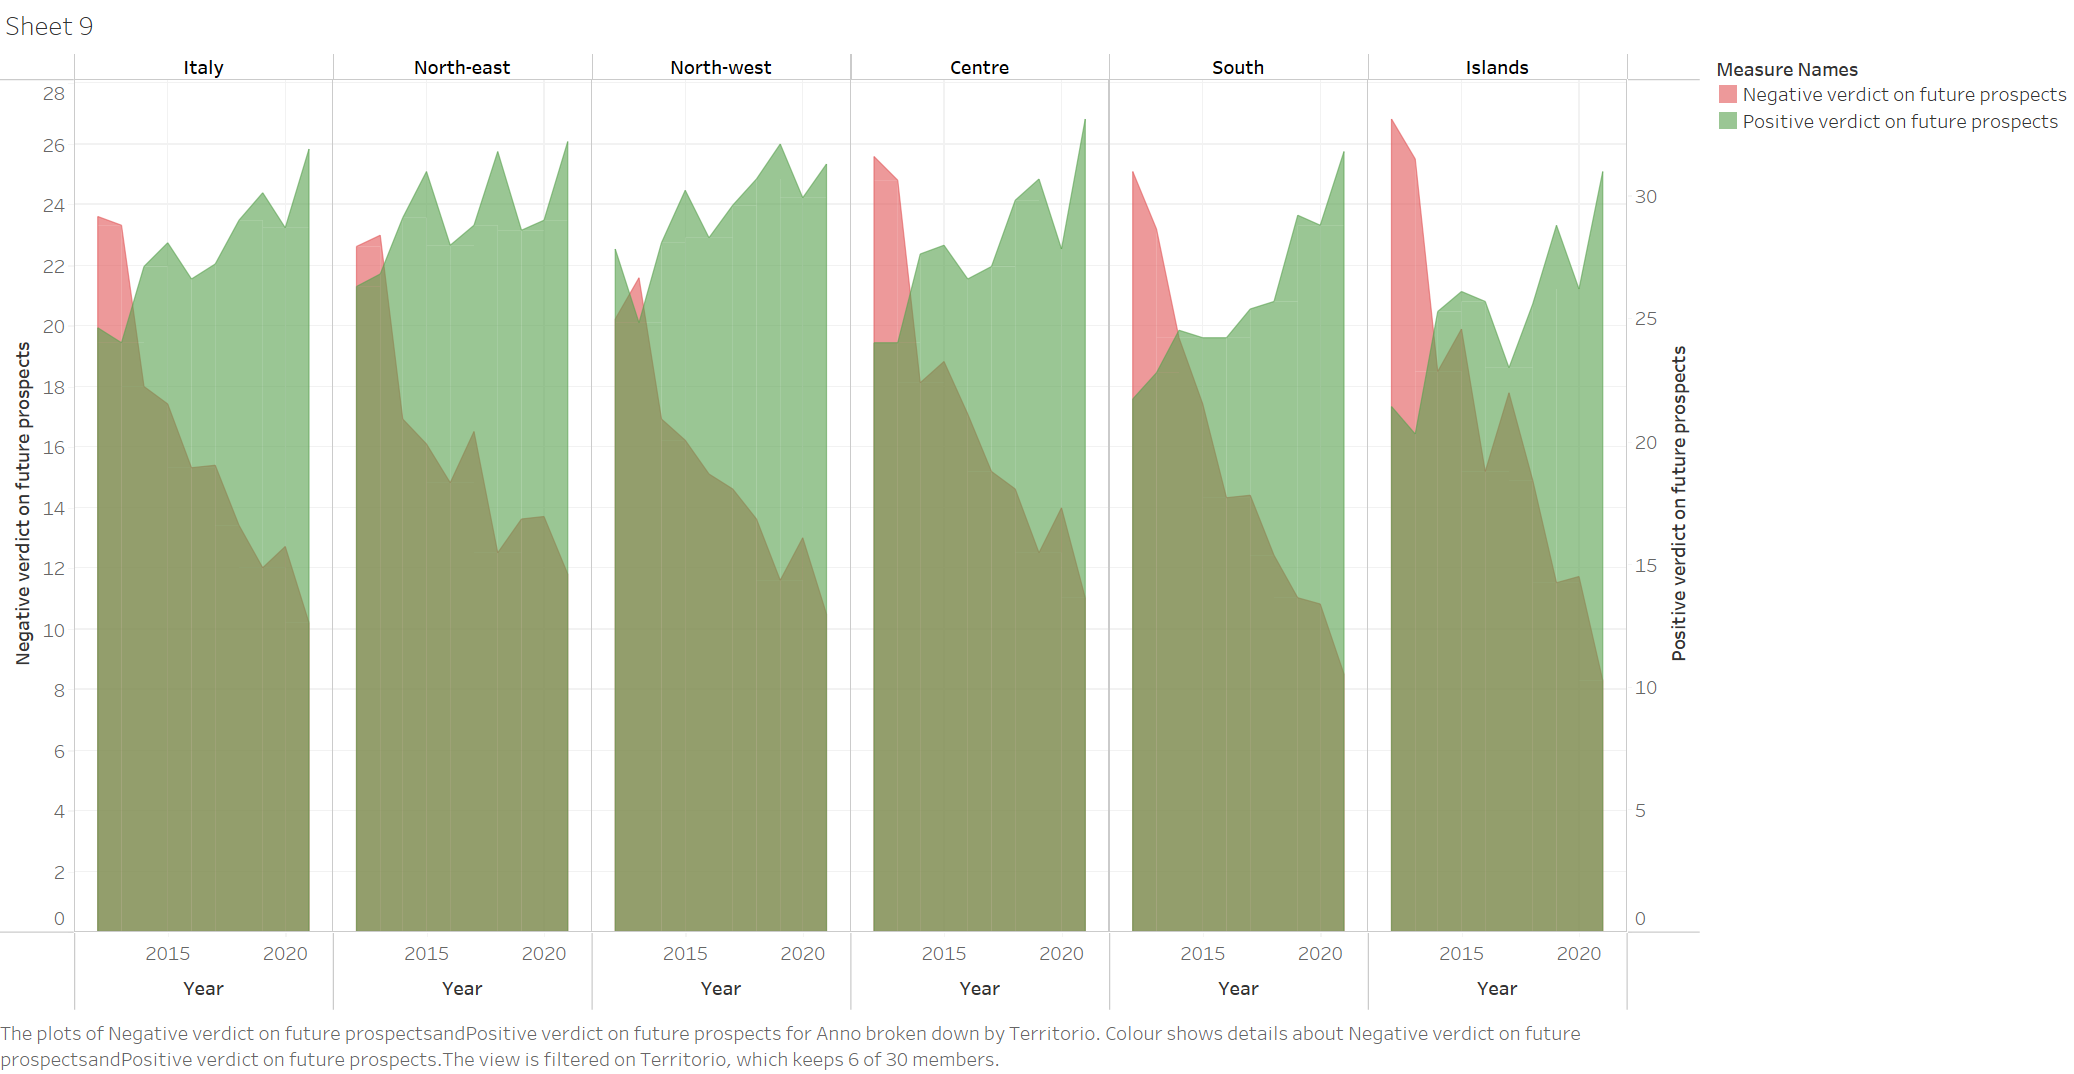 Sheet 9
Italy North-east North-west Centre South Islands
Measure Names
Negative verdict on future prospects
Positive verdict on future prospects
28
26
24
22
20
18
16
14
12
10
8
6
4
2
0
Negative verdict on future prospects
30
25
20
15
10
5
0
Positive verdict on future prospects
2015 2020 2015 2020 2015 2020 2015 2020 2015 2020 2015 2020
Year Year Year Year Year Year
The plots of Negative verdict on future prospectsandPositive verdict on future prospects for Anno broken down by Territorio. Colour shows details about Negative verdict on future
prospectsandPositive verdict on future prospects.The view is filtered on Territorio, which keeps 6 of 30 members.